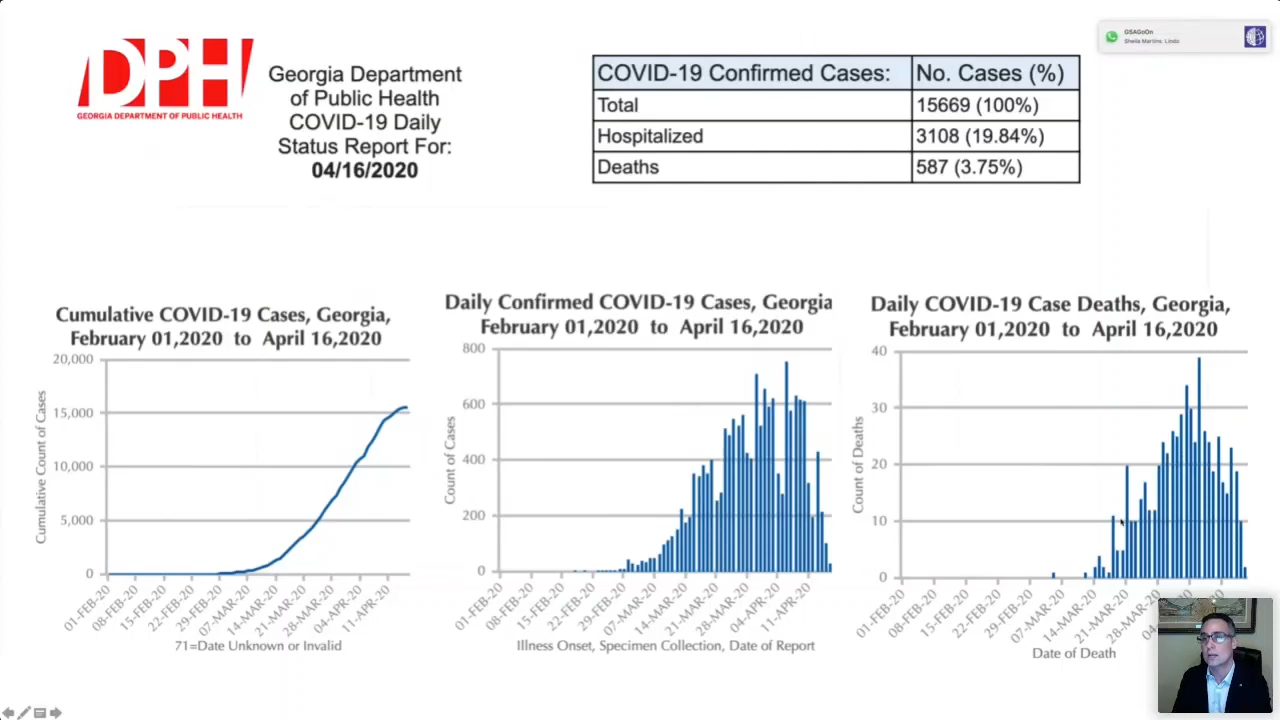 DPH
GEORGIA DEPARTMENT OF PUBLIC HEALTH
Georgia Department
of Public Health
COVID-19 Daily
Status Report For:
04/16/2020
COVID-19 Confirmed Cases: No. Cases (%)
Total 15669 (100%)
Hospitalized 3108 (19.84%)
Deaths 587 (3.75%)
GSAGoOn
Sheila Martins: Lindo
Cumulative COVID-19 Cases, Georgia,
February 01,2020 to April 16,2020
20,000
15,000
10,000
5,000
0
Cumulative Count of Cases
01-FEB-20
08-FEB-20
15-FEB-20
22-FEB-20
29-FEB-20
07-MAR-20
14-MAR-20
21-MAR-20
28-MAR-20
04-APR-20
11-APR-20
71=Date Unknown or Invalid
Daily Confirmed COVID-19 Cases, Georgia
February 01,2020 to April 16,2020
800
600
400
200
0
Count of Cases
01-FEB-20
08-FEB-20
15-FEB-20
22-FEB-20
29-FEB-20
07-MAR-20
14-MAR-20
21-MAR-20
28-MAR-20
04-APR-20
11-APR-20
Illness Onset, Specimen Collection, Date of Report
Daily COVID-19 Case Deaths, Georgia,
February 01,2020 to April 16,2020
40
30
20
10
0
Count of Deaths
01-FEB-20
08-FEB-20
15-FEB-20
22-FEB-20
29-FEB-20
07-MAR-20
14-MAR-20
21-MAR-20
28-MAR-20
Date of Death